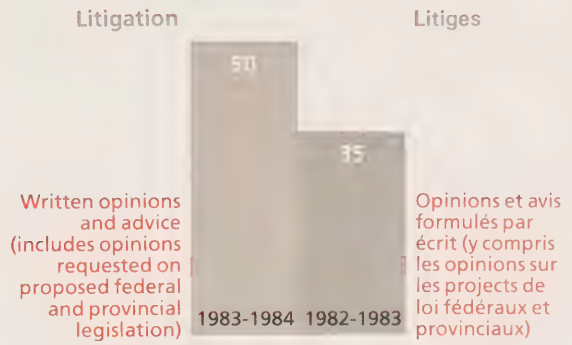 Litigation
Litiges
50
35
Written opinions
and advice
(includes opinions
requested on
proposed federal
and provincial
legislation)
1983-1984 1982-1983
Opinions et avis
formulés par
écrit (y compris
les opinions sur
les projects de
loi fédéraux et
provinciaux)